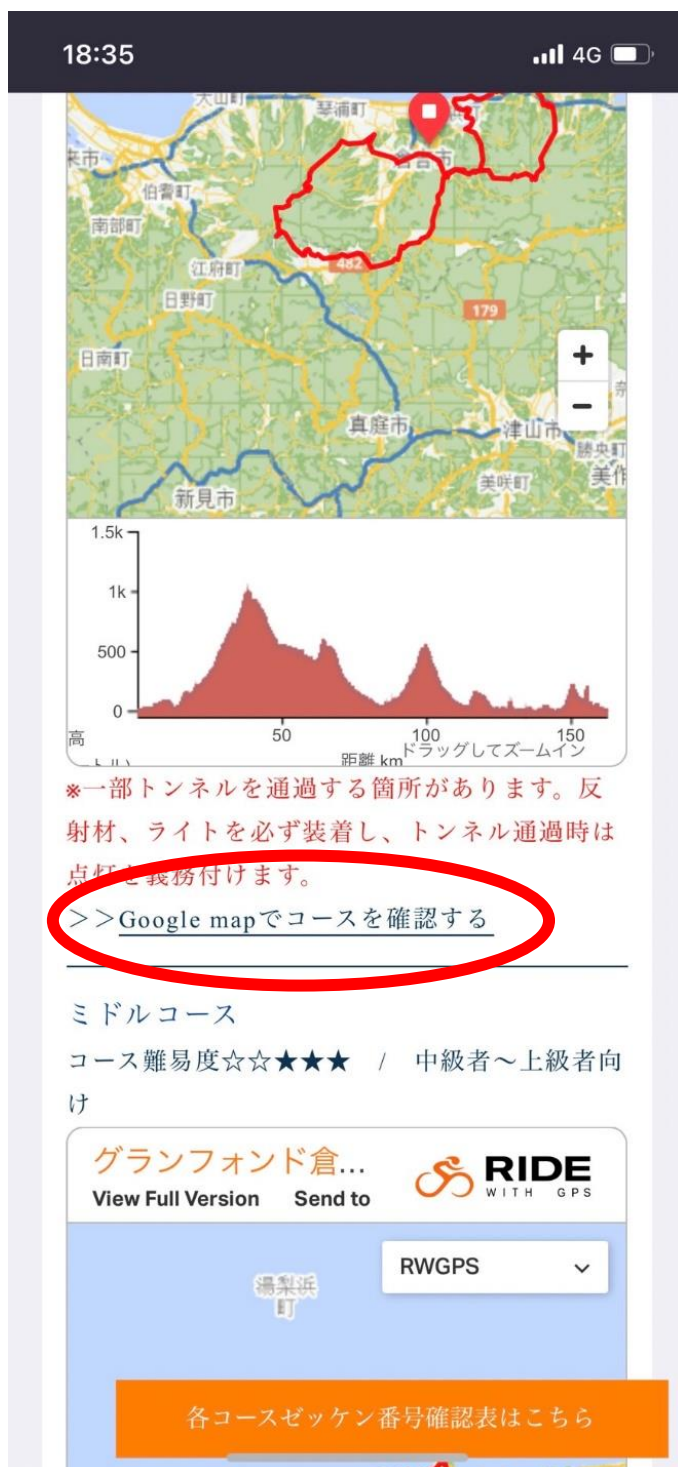 18:35
4G
大山町
琴浦町
倉吉市
米市
伯耆町
南部町
江府町
482
日野町
179
日南町
+
−
真庭市
津山市
勝央町
美咲町
美作
新見市
1.5k
1k
500
0
50
100
150
高
距離 km
ドラッグしてズームイン
※一部トンネルを通過する箇所があります。反
射材、ライトを必ず装着し、トンネル通過時は
点灯を義務付けます。
>>Google mapでコースを確認する
ミドルコース
コース難易度☆☆★★★ / 中級者～上級者向
け
グランフォンド倉...
RIDE
WITH GPS
View Full Version Send to
RWGPS
湯梨浜
町
各コースゼッケン番号確認表はこちら